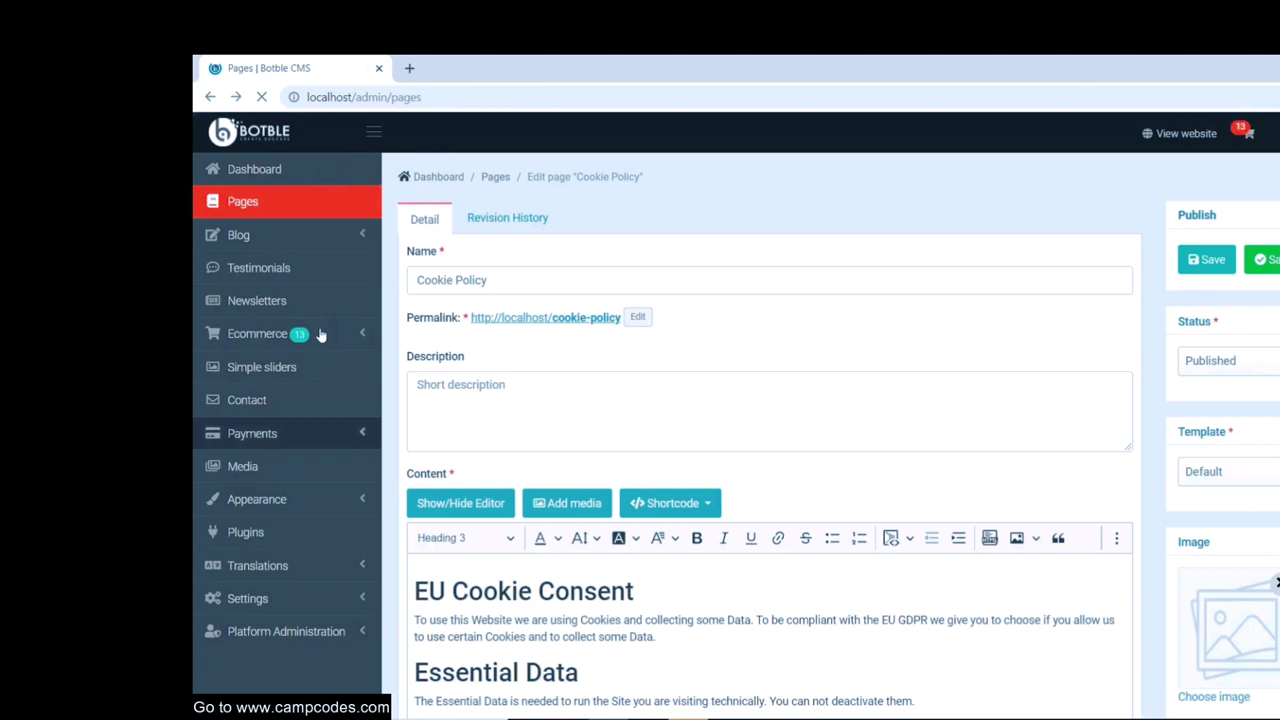 Pages | Botble CMS
localhost/admin/pages
BOTBLE
View website
13
Dashboard
Pages
Blog
Testimonials
Newsletters
Ecommerce 13
Simple sliders
Contact
Payments
Media
Appearance
Plugins
Translations
Settings
Platform Administration
Dashboard / Pages / Edit page "Cookie Policy"
Detail
Revision History
Name *
Cookie Policy
Permalink: * http://localhost/cookie-policy Edit
Description
Short description
Content *
Show/Hide Editor
Add media
Shortcode
Heading 3
EU Cookie Consent
To use this Website we are using Cookies and collecting some Data. To be compliant with the EU GDPR we give you to choose if you allow us
to use certain Cookies and to collect some Data.
Essential Data
The Essential Data is needed to run the Site you are visiting technically. You can not deactivate them.
Publish
Save
Sa
Status *
Published
Template *
Default
Image
Choose image
Go to www.campcodes.com